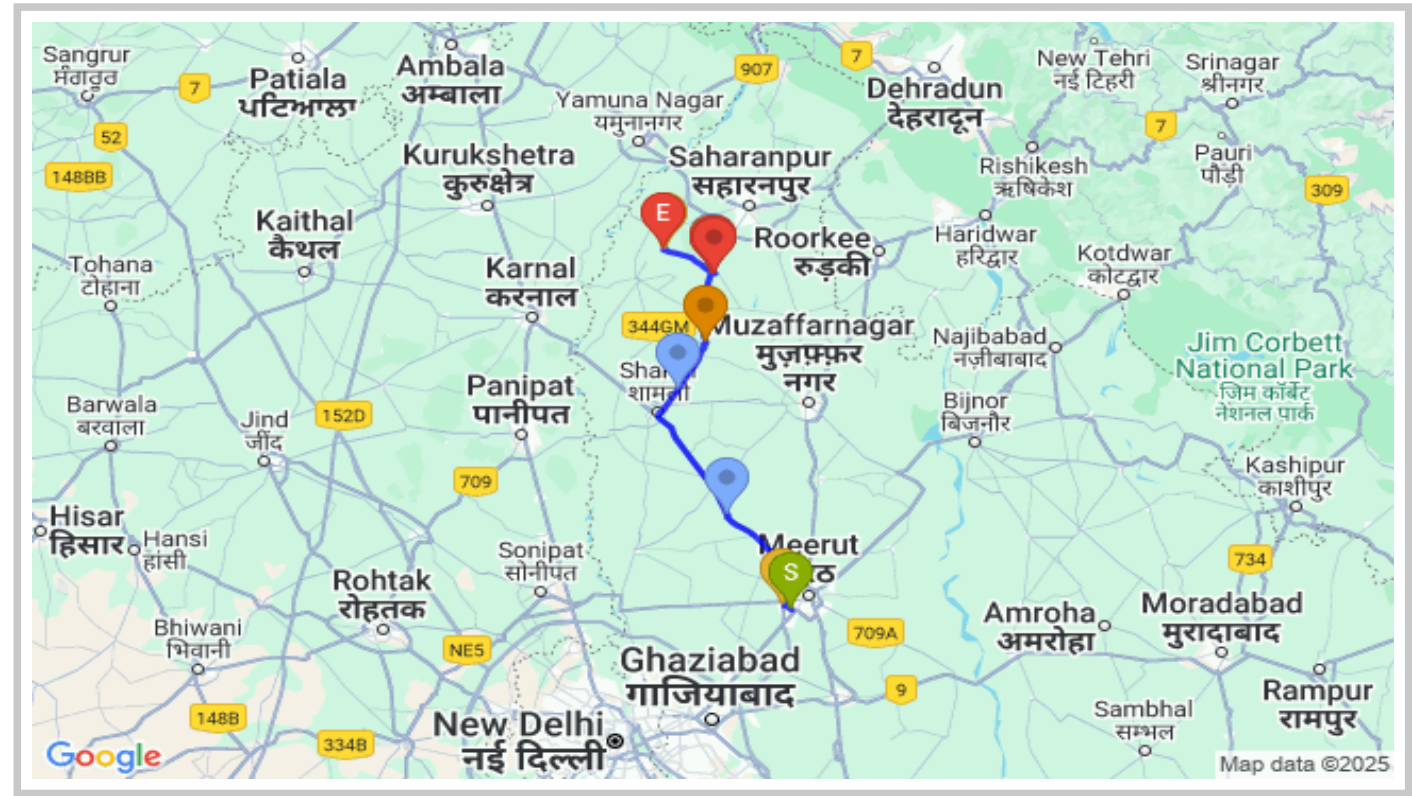 Sangrur
ਸੰਗਰੂਰ
7
Patiala
ਪਟਿਆਲਾ
Ambala
अम्बाला
907
7
Dehradun
देहरादून
New Tehri
नई टिहरी
Srinagar
श्रीनगर
52
148BB
Yamuna Nagar
यमुनानगर
Kurukshetra
कुरुक्षेत्र
Saharanpur
सहारनपुर
Rishikesh
ऋषिकेश
7
Pauri
पौड़ी
309
Kaithal
कैथल
E
Roorkee
रुड़की
Haridwar
हरिद्वार
Kotdwar
कोटद्वार
Tohana
टोहाना
Karnal
करनाल
344GM
Muzaffarnagar
मुज़फ़्फ़र
नगर
Najibabad
नज़ीबाबाद
Jim Corbett
National Park
जिम कॉर्बेट
नेशनल पार्क
Barwala
बरवाला
Jind
जींद
152D
Panipat
पानीपत
शामली
Bijnor
बिजनौर
709
Kashipur
काशीपुर
Hisar
हिसार
Hansi
हांसी
Sonipat
सोनीपत
Meerut
S
734
Rohtak
रोहतक
Bhiwani
भिवानी
NE5
709A
Amroha
अमरोहा
Moradabad
मुरादाबाद
Ghaziabad
गाजियाबाद
9
Rampur
रामपुर
148B
334B
New Delhi
नई दिल्ली
Sambhal
सम्भल
Google
Map data ©2025